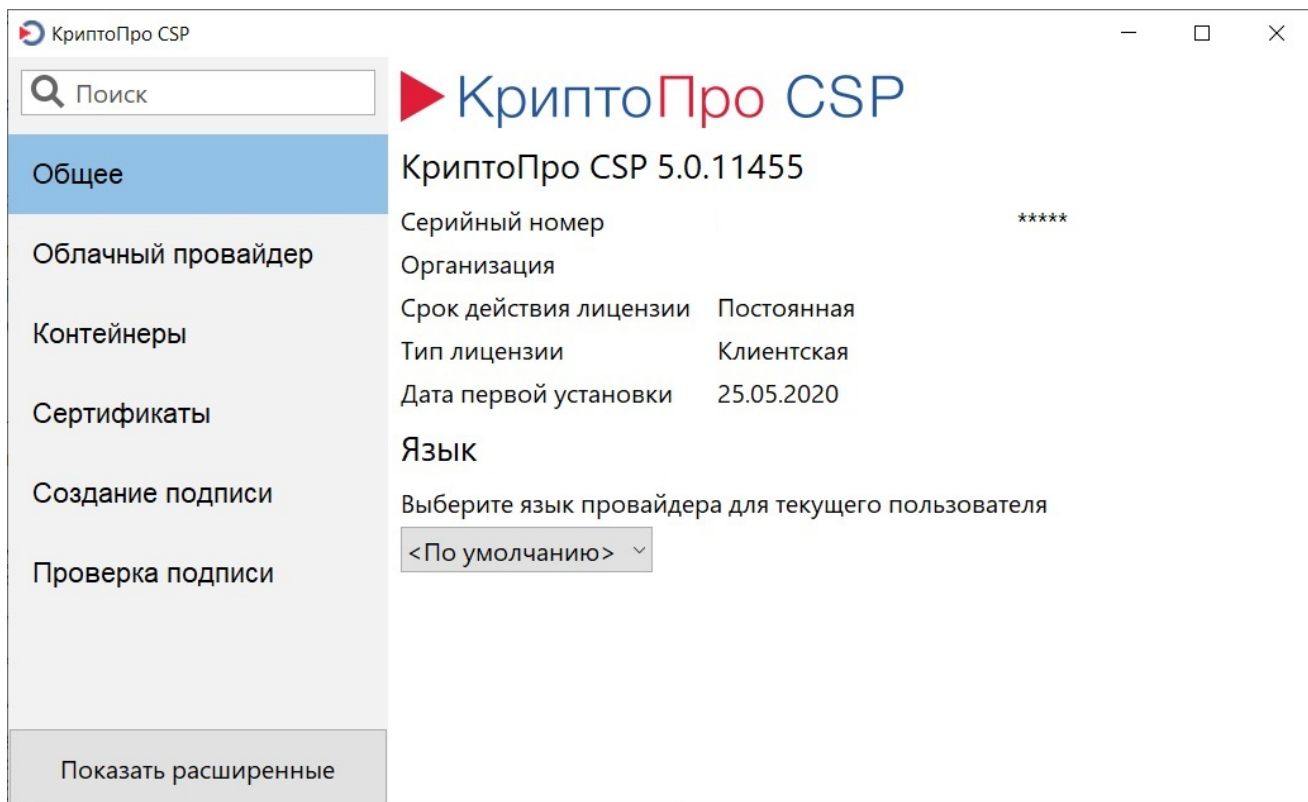 КриптоПро CSP
Поиск
Общее
Облачный провайдер
Контейнеры
Сертификаты
Создание подписи
Проверка подписи
Показать расширенные
КриптоПро CSP
КриптоПро CSP 5.0.11455
Серийный номер *****
Организация
Срок действия лицензии Постоянная
Тип лицензии Клиентская
Дата первой установки 25.05.2020
Язык
Выберите язык провайдера для текущего пользователя
<По умолчанию>